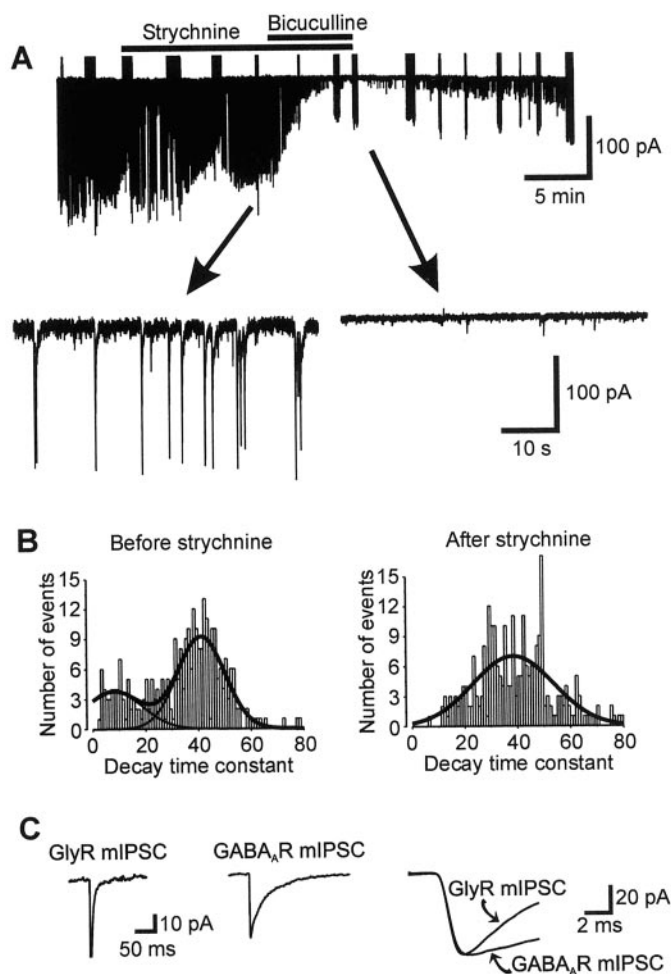 Bicuculline
Strychnine
A
100 pA
5 min
100 pA
10 s
B
Before strychnine
After strychnine
Number of events
15
12
9
6
3
0
0 20 40 60 80
Decay time constant
Number of events
15
12
9
6
3
0
0 20 40 60 80
Decay time constant
C
GlyR mIPSC
GABA_AR mIPSC
10 pA
50 ms
GlyR mIPSC
20 pA
2 ms
GABA_AR mIPSC